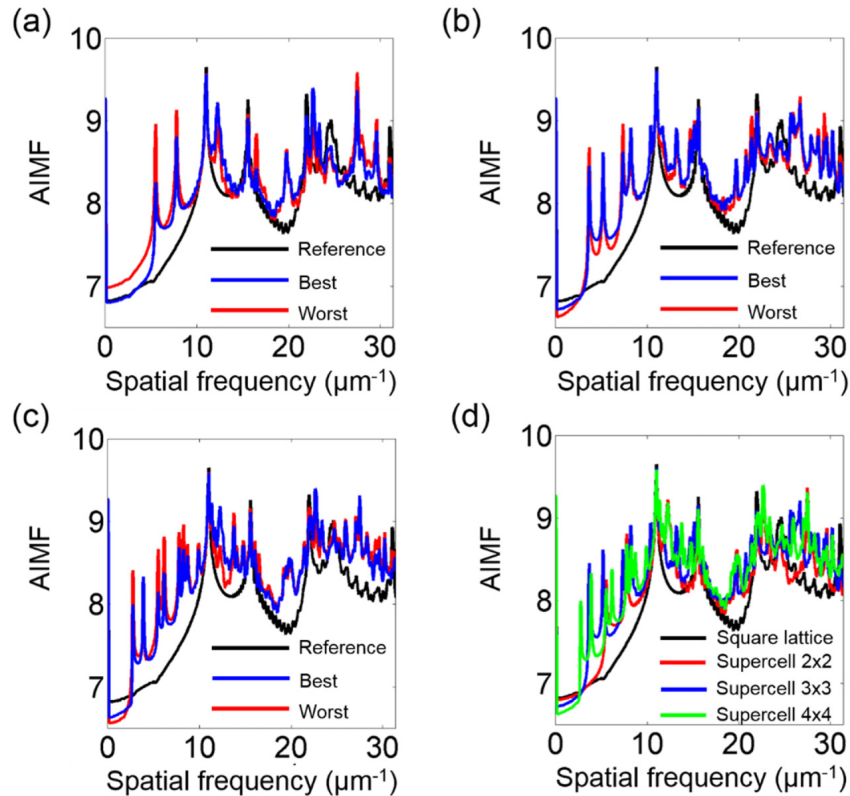 (a)
10
9
8
7
AIMF
Reference
Best
Worst
0 10 20 30
Spatial frequency (μm⁻¹)
(b)
10
9
8
7
AIMF
Reference
Best
Worst
0 10 20 30
Spatial frequency (μm⁻¹)
(c)
10
9
8
7
AIMF
Reference
Best
Worst
0 10 20 30
Spatial frequency (μm⁻¹)
(d)
10
9
8
7
AIMF
Square lattice
Supercell 2x2
Supercell 3x3
Supercell 4x4
0 10 20 30
Spatial frequency (μm⁻¹)